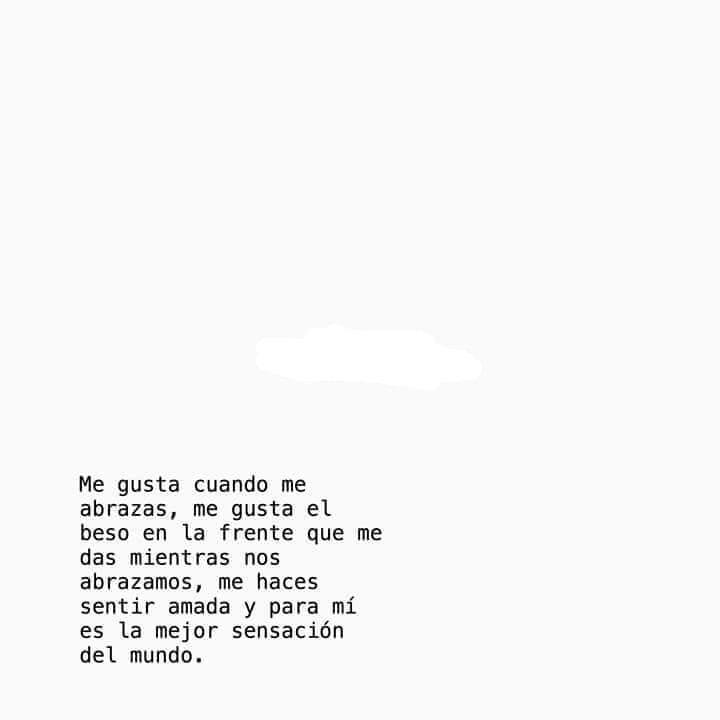 Me gusta cuando me
abrazas, me gusta el
beso en la frente que me
das mientras nos
abrazamos, me haces
sentir amada y para mí
es la mejor sensación
del mundo.